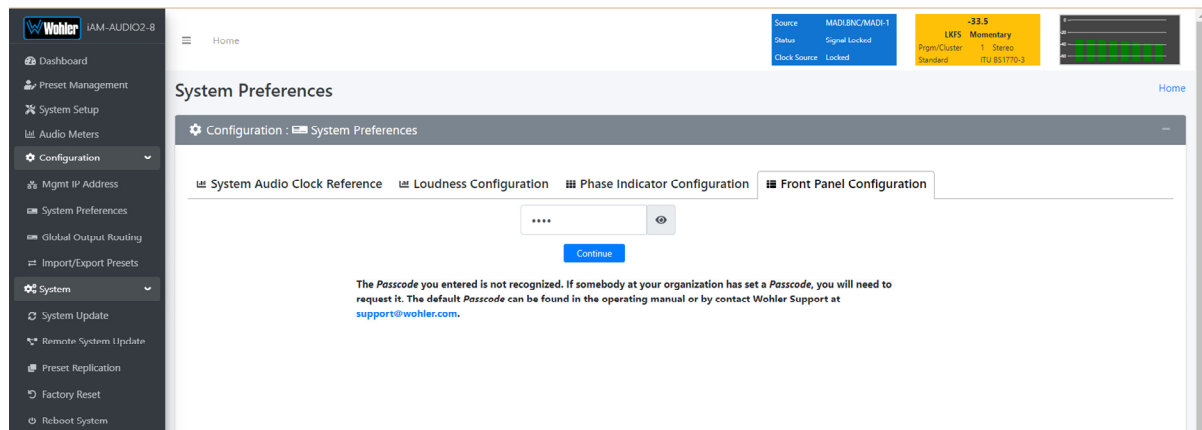 Wohler iAM-AUDIO2-8
Dashboard
Preset Management
System Setup
Audio Meters
Configuration
Mgmt IP Address
System Preferences
Global Output Routing
Import/Export Presets
System
System Update
Remote System Update
Preset Replication
Factory Reset
Reboot System
Home
Source MADI.BNC/MADI-1
Status Signal Locked
Clock Source Locked
-33.5
LKFS Momentary
Prgm/Cluster 1 Stereo
Standard ITU BS1770-3
System Preferences
Home
Configuration : System Preferences
System Audio Clock Reference Loudness Configuration Phase Indicator Configuration Front Panel Configuration
••••
Continue
The Passcode you entered is not recognized. If somebody at your organization has set a Passcode, you will need to
request it. The default Passcode can be found in the operating manual or by contact Wohler Support at
support@wohler.com.